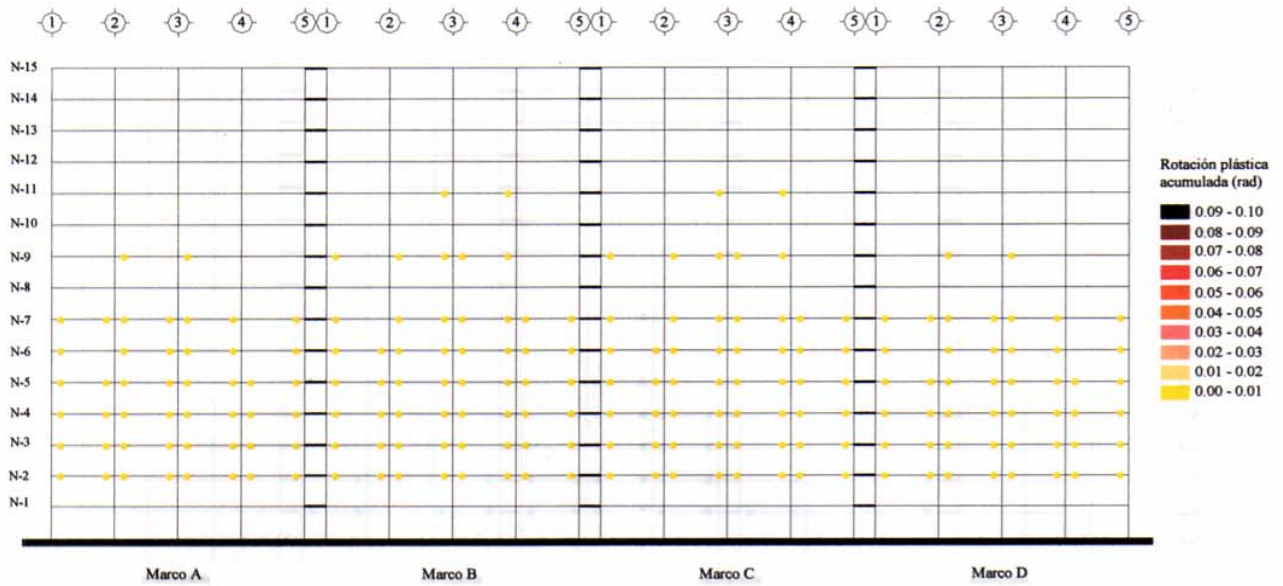 1 2 3 4 5 1 2 3 4 5 1 2 3 4 5 1 2 3 4 5
N-15
N-14
N-13
N-12
N-11
N-10
N-9
N-8
N-7
N-6
N-5
N-4
N-3
N-2
N-1
Rotación plástica
acumulada (rad)
0.09 - 0.10
0.08 - 0.09
0.07 - 0.08
0.06 - 0.07
0.05 - 0.06
0.04 - 0.05
0.03 - 0.04
0.02 - 0.03
0.01 - 0.02
0.00 - 0.01
Marco A Marco B Marco C Marco D